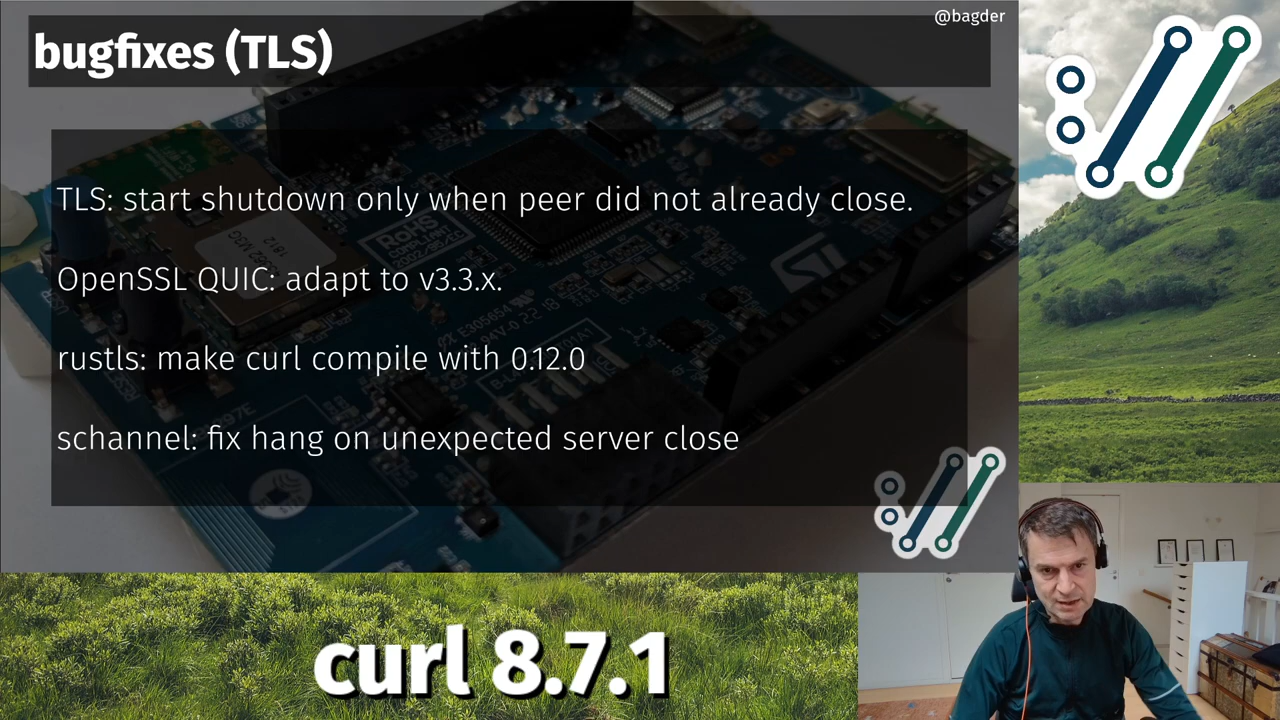 @bagder
bugfixes (TLS)
TLS: start shutdown only when peer did not already close.
OpenSSL QUIC: adapt to v3.3.x.
rustls: make curl compile with 0.12.0
schannel: fix hang on unexpected server close
RoHS
curl 8.7.1